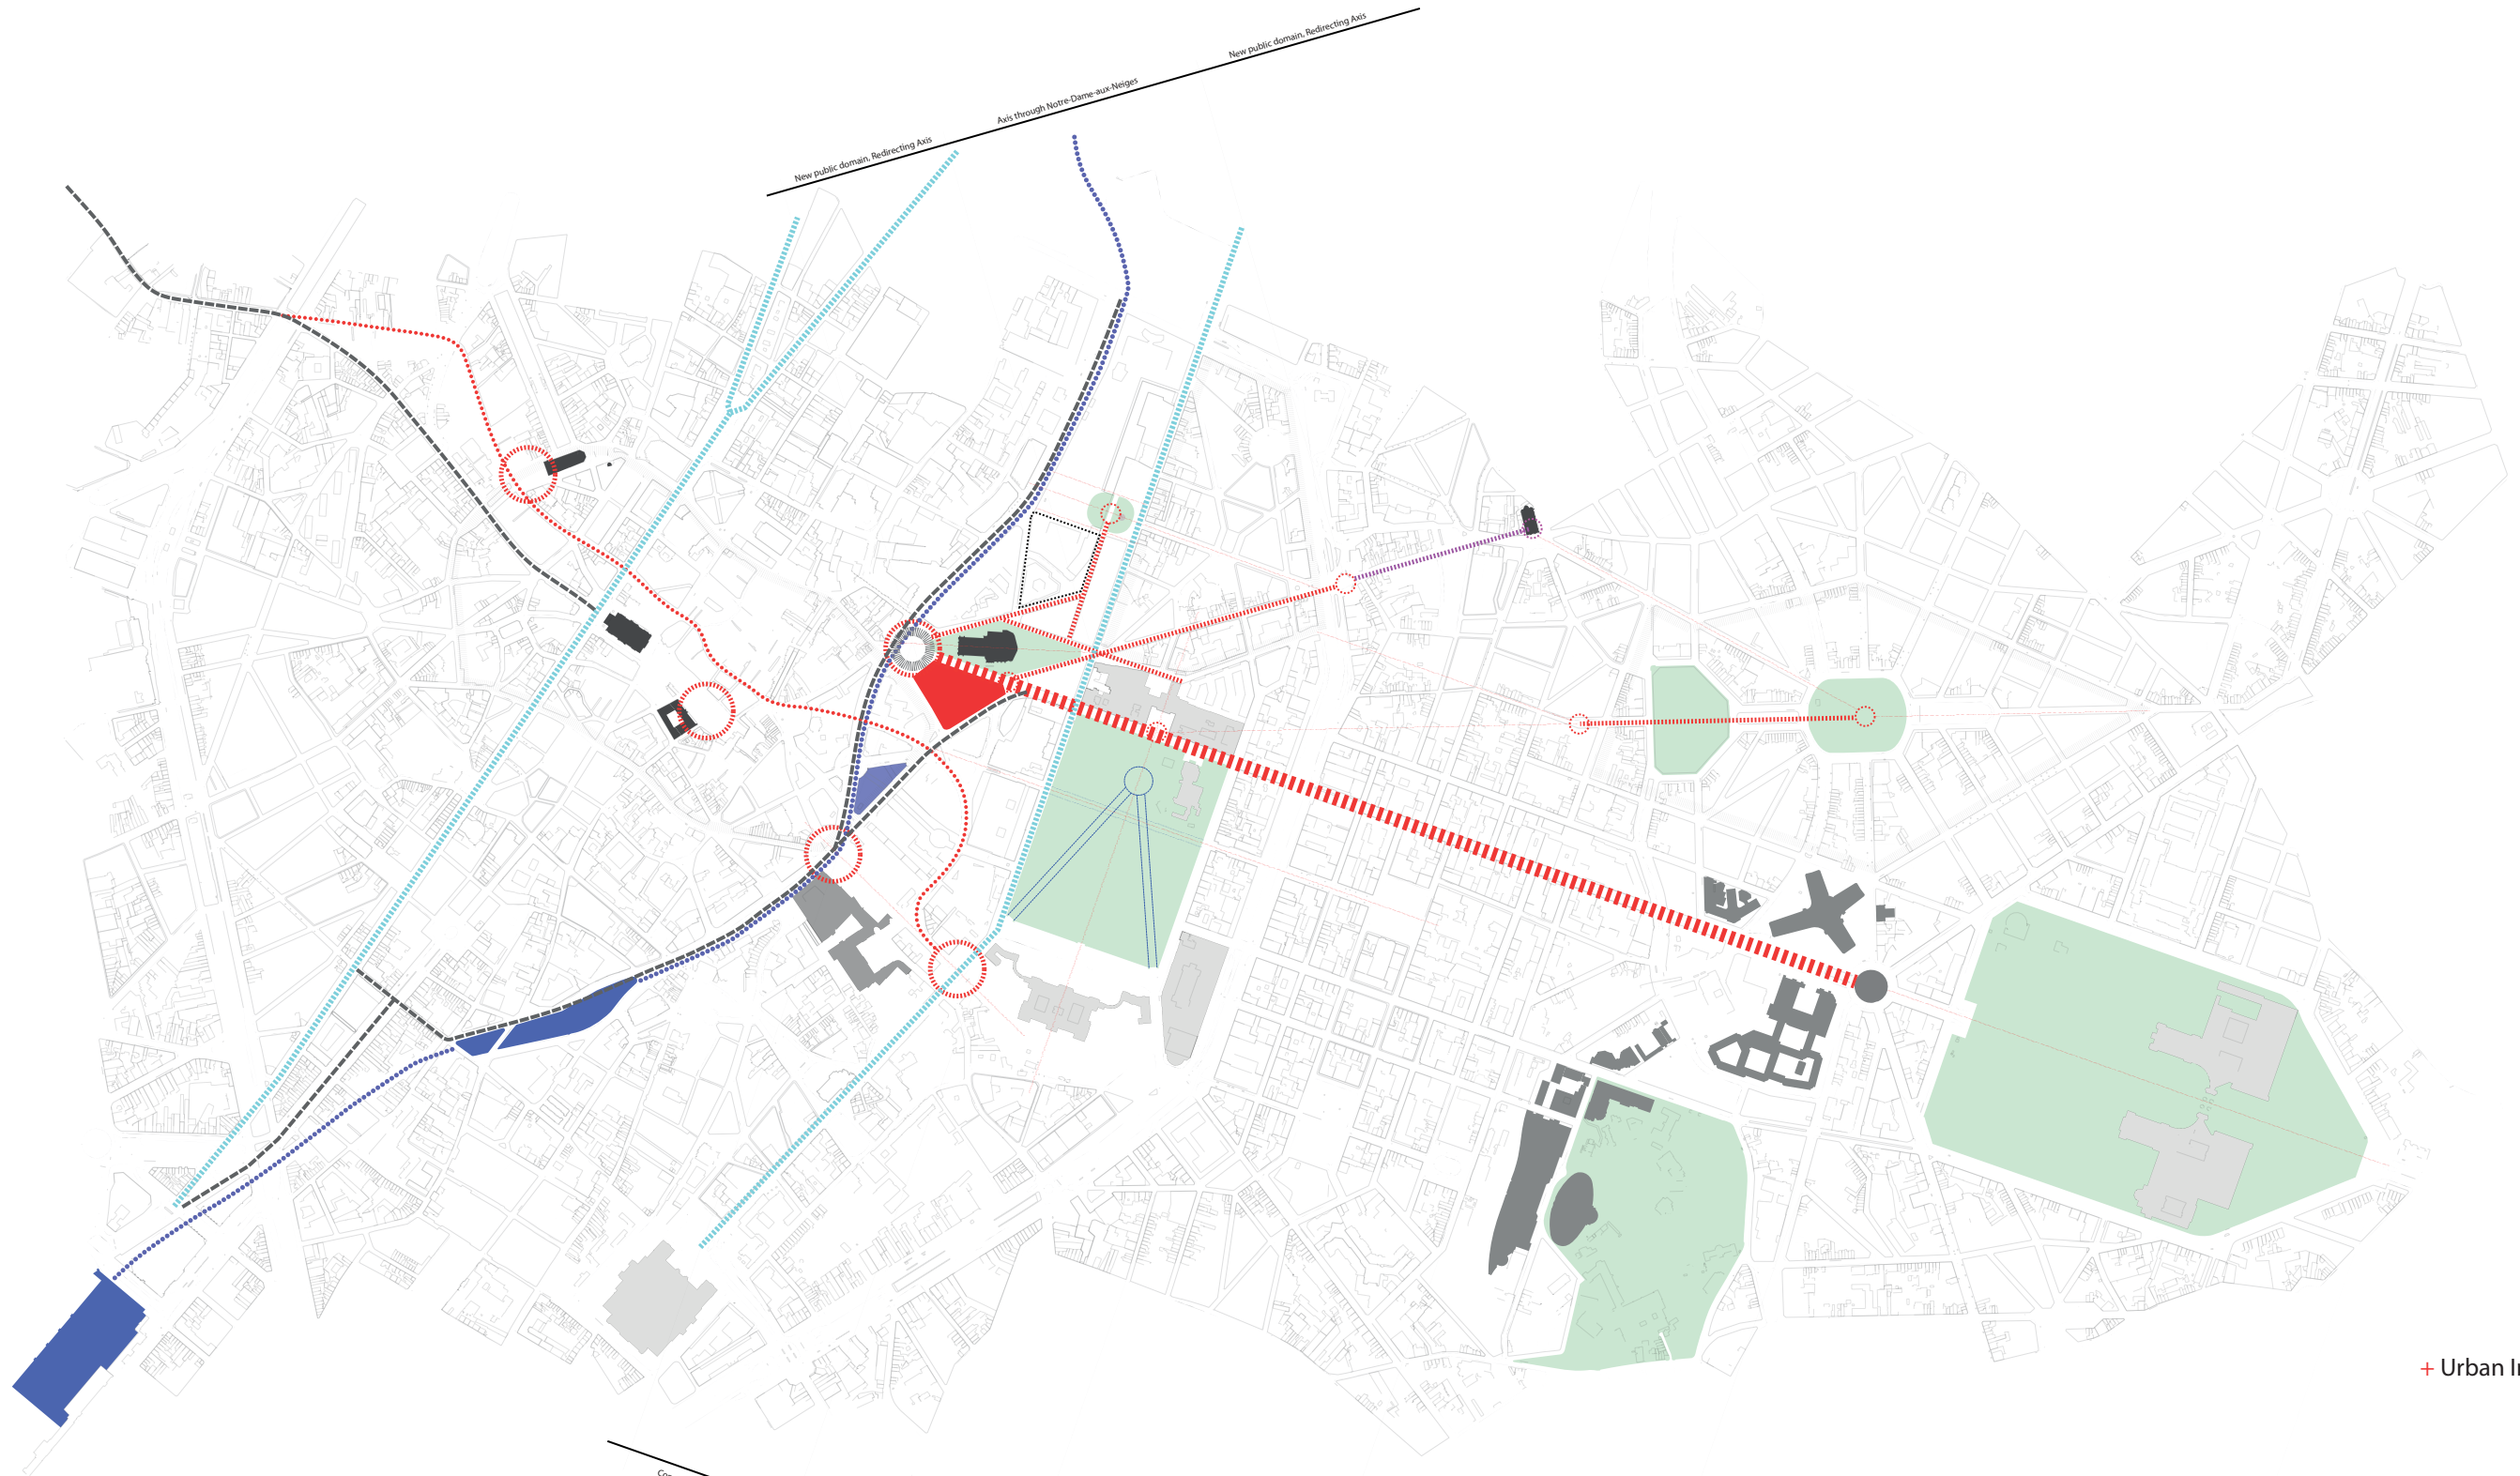 New public domain, Redirecting Axis
Axis through Notre-Dame-aux-Neiges
New public domain, Redirecting Axis
+ Urban